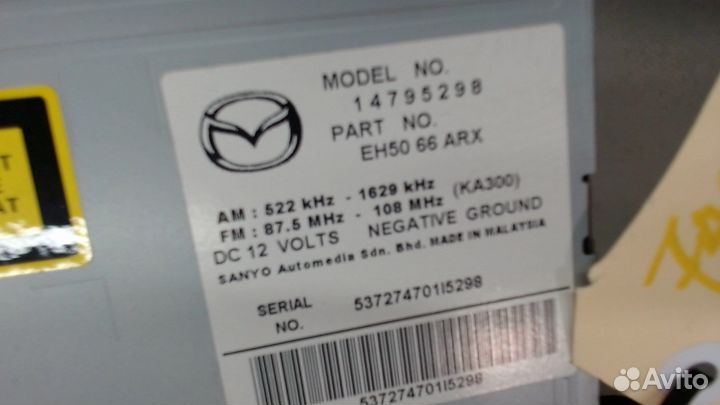 MODEL NO.
14795298
PART NO.
EH50 66 ARX
AM : 522 kHz - 1629 kHz (KA300)
FM : 87.5 MHz - 108 MHz
DC 12 VOLTS NEGATIVE GROUND
SANYO Automedia Sdn. Bhd. MADE IN MALAYSIA
SERIAL NO. 537274701I5298
537274701I5298
Avito